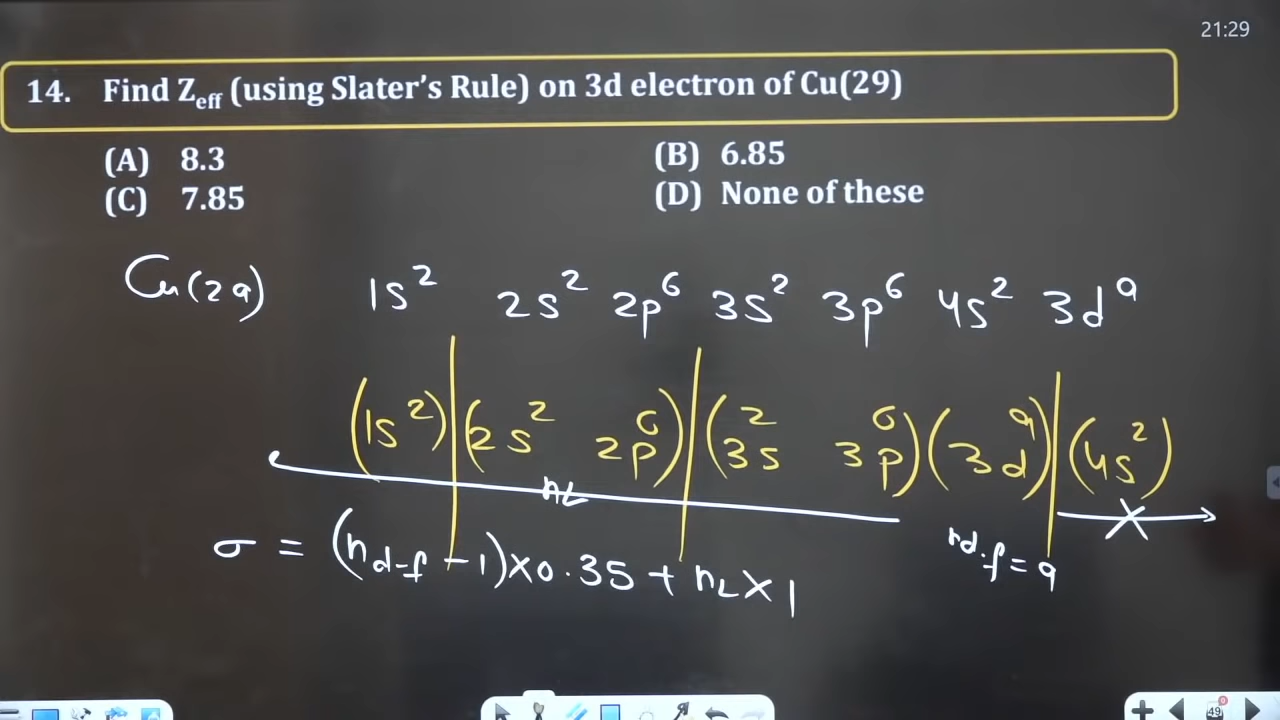 21:29
14. Find Zeff (using Slater's Rule) on 3d electron of Cu(29)
(A) 8.3 (B) 6.85
(C) 7.85 (D) None of these
Cu(29) 1s² 2s² 2p⁶ 3s² 3p⁶ 4s² 3d⁹
(1s²) (2s² 2p⁶) (3s² 3p⁶) (3d⁹) (4s²)
nL
σ = (nd-f - 1) × 0.35 + nL × 1
nd.f = 9
49